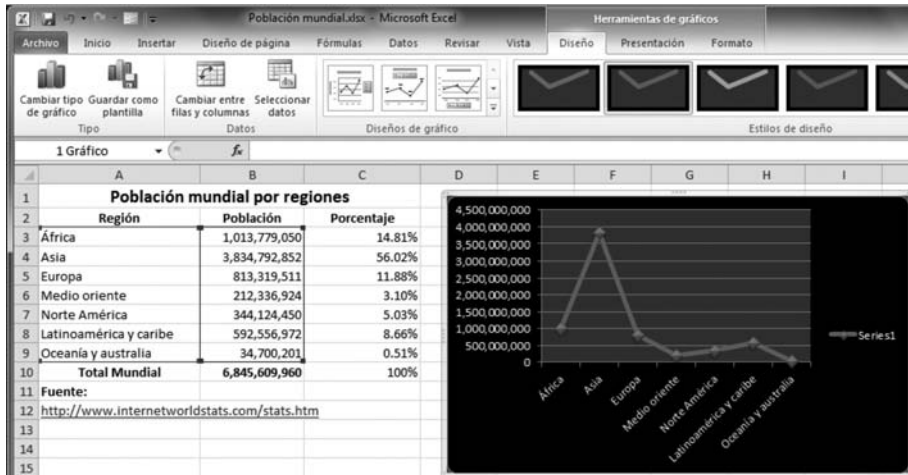 Población mundial.xlsx - Microsoft Excel
Herramientas de gráficos
Archivo Inicio Insertar Diseño de página Fórmulas Datos Revisar Vista Diseño Presentación Formato
Cambiar tipo de gráfico
Guardar como plantilla
Cambiar entre filas y columnas
Seleccionar datos
Tipo Datos Diseños de gráfico Estilos de diseño
1 Gráfico fx
A B C D E F G H I
1 Población mundial por regiones
2 Región Población Porcentaje
3 África 1,013,779,050 14.81%
4 Asia 3,834,792,852 56.02%
5 Europa 813,319,511 11.88%
6 Medio oriente 212,336,924 3.10%
7 Norte América 344,124,450 5.03%
8 Latinoamérica y caribe 592,556,972 8.66%
9 Oceanía y australia 34,700,201 0.51%
10 Total Mundial 6,845,609,960 100%
11 Fuente:
12 http://www.internetworldstats.com/stats.htm
13
14
15
4,500,000,000
4,000,000,000
3,500,000,000
3,000,000,000
2,500,000,000
2,000,000,000
1,500,000,000
1,000,000,000
500,000,000
0
África
Asia
Europa
Medio oriente
Norte América
Latinoamérica y caribe
Oceanía y australia
Series1